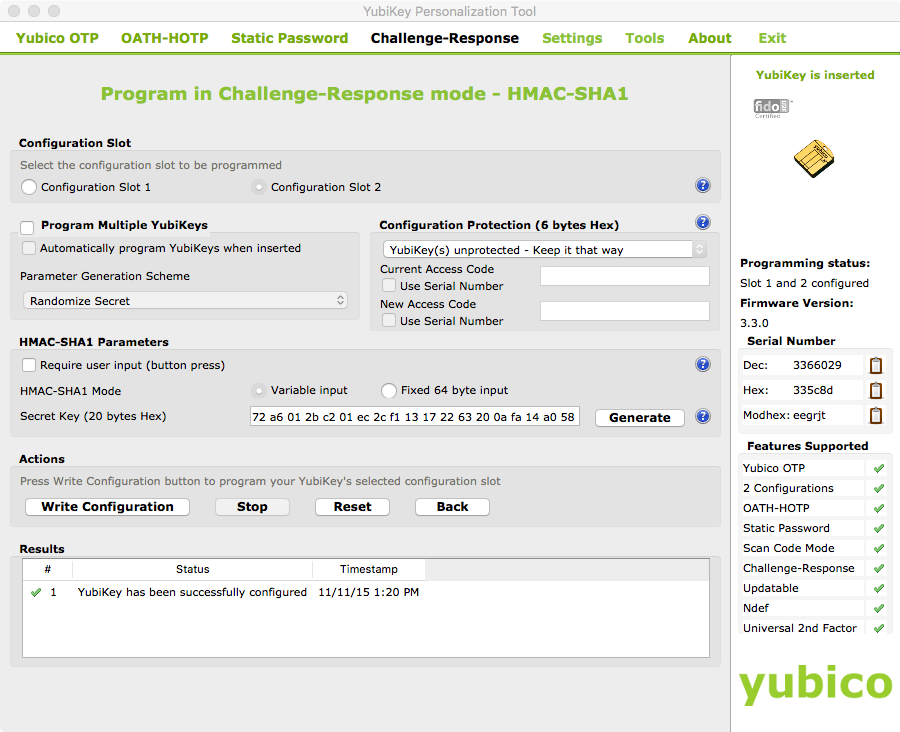 YubiKey Personalization Tool
Yubico OTP OATH-HOTP Static Password Challenge-Response Settings Tools About Exit
Program in Challenge-Response mode - HMAC-SHA1
Configuration Slot
Select the configuration slot to be programmed
Configuration Slot 1 Configuration Slot 2 ?
Program Multiple YubiKeys
Automatically program YubiKeys when inserted
Parameter Generation Scheme
Randomize Secret
Configuration Protection (6 bytes Hex) ?
YubiKey(s) unprotected - Keep it that way
Current Access Code
Use Serial Number
New Access Code
Use Serial Number
HMAC-SHA1 Parameters
Require user input (button press) ?
HMAC-SHA1 Mode Variable input Fixed 64 byte input
Secret Key (20 bytes Hex) 72 a6 01 2b c2 01 ec 2c f1 13 17 22 63 20 0a fa 14 a0 58 Generate ?
Actions
Press Write Configuration button to program your YubiKey's selected configuration slot
Write Configuration Stop Reset Back
Results
# Status Timestamp
1 YubiKey has been successfully configured 11/11/15 1:20 PM
YubiKey is inserted
fido
Certified
Programming status:
Slot 1 and 2 configured
Firmware Version:
3.3.0
Serial Number
Dec: 3366029
Hex: 335c8d
Modhex: eegrjt
Features Supported
Yubico OTP
2 Configurations
OATH-HOTP
Static Password
Scan Code Mode
Challenge-Response
Updatable
Ndef
Universal 2nd Factor
yubico